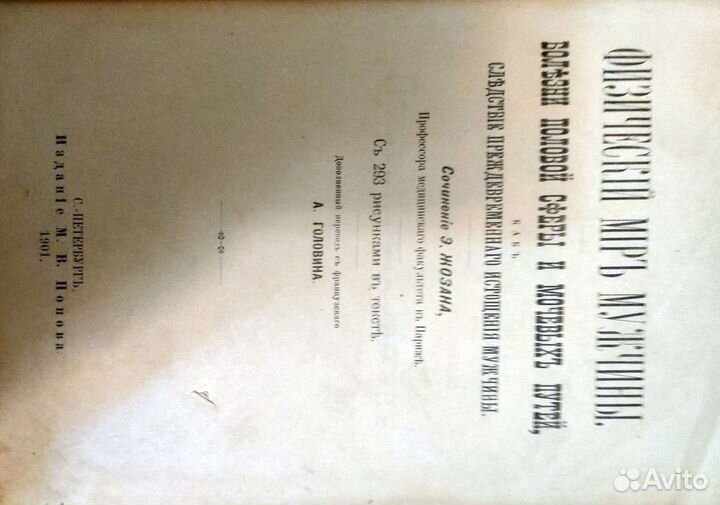 ФИЗИЧЕСКІЙ МІРЪ МУЖЧИНЫ.
БОЛѢЗНИ ПОЛОВОЙ СФЕРЫ И МОЧЕВЫХЪ ПУТЕЙ,
КАКЪ
СЛѢДСТВІЕ ПРЕЖДЕВРЕМЕННАГО ИСТОЩЕНІЯ МУЖЧИНЫ.
Сочиненіе Э. ЖОЗАНА,
Профессора медицинскаго факультета въ Парижѣ.
Съ 293 рисунками въ текстѣ.
Дополненный переводъ съ французскаго
А. ГОЛОВИНА.
С.-ПЕТЕРБУРГЪ.
Изданіе М. В. Попова.
1901.
Avito